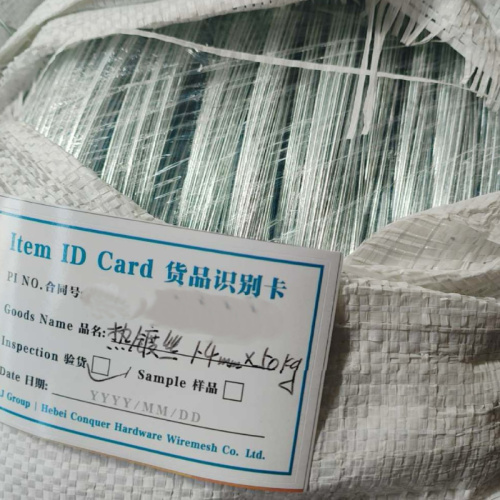 Item ID Card 货品识别卡
PI NO.合同号
Goods Name 品名: 热镀丝 1.4mm×50kg
Inspection 验货 Sample 样品
Date 日期: YYYY/MM/DD
J Group | Hebei Conquer Hardware Wiremesh Co. Ltd.